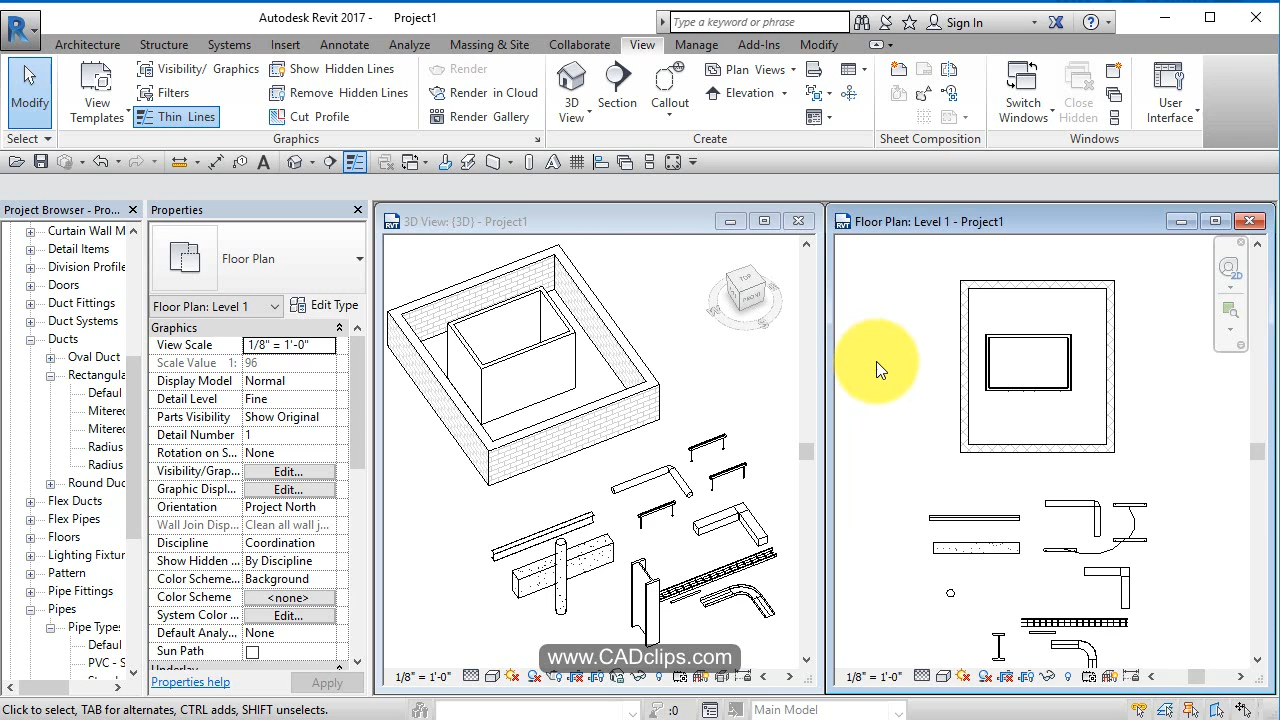 Autodesk Revit 2017 - Project1
Type a keyword or phrase
Sign In
Architecture Structure Systems Insert Annotate Analyze Massing & Site Collaborate View Manage Add-Ins Modify
Modify
View Templates
Visibility/ Graphics
Filters
Thin Lines
Show Hidden Lines
Remove Hidden Lines
Cut Profile
Render
Render in Cloud
Render Gallery
3D View
Section
Callout
Plan Views
Elevation
Switch Windows
Close Hidden
User Interface
Select Graphics Create Sheet Composition Windows
Project Browser - Pro...
Curtain Wall M
Detail Items
Division Profile
Doors
Duct Fittings
Duct Systems
Ducts
Oval Duct
Rectangula
Defaul
Mitered
Mitered
Radius
Radius
Round Duc
Flex Ducts
Flex Pipes
Floors
Lighting Fixtur
Pattern
Pipe Fittings
Pipes
Pipe Types
Defaul
PVC - S
Properties
Floor Plan
Floor Plan: Level 1
Edit Type
Graphics
View Scale 1/8" = 1'-0"
Scale Value 1: 96
Display Model Normal
Detail Level Fine
Parts Visibility Show Original
Detail Number 1
Rotation on S... None
Visibility/Grap... Edit...
Graphic Displ... Edit...
Orientation Project North
Wall Join Disp... Clean all wall j...
Discipline Coordination
Show Hidden ... By Discipline
Color Scheme... Background
Color Scheme <none>
System Color ... Edit...
Default Analy... None
Sun Path
Underlay
Properties help
Apply
3D View: {3D} - Project1
TOP
FRONT
www.CADclips.com
1/8" = 1'-0"
Floor Plan: Level 1 - Project1
2D
1/8" = 1'-0"
Click to select, TAB for alternates, CTRL adds, SHIFT unselects.
:0
Main Model